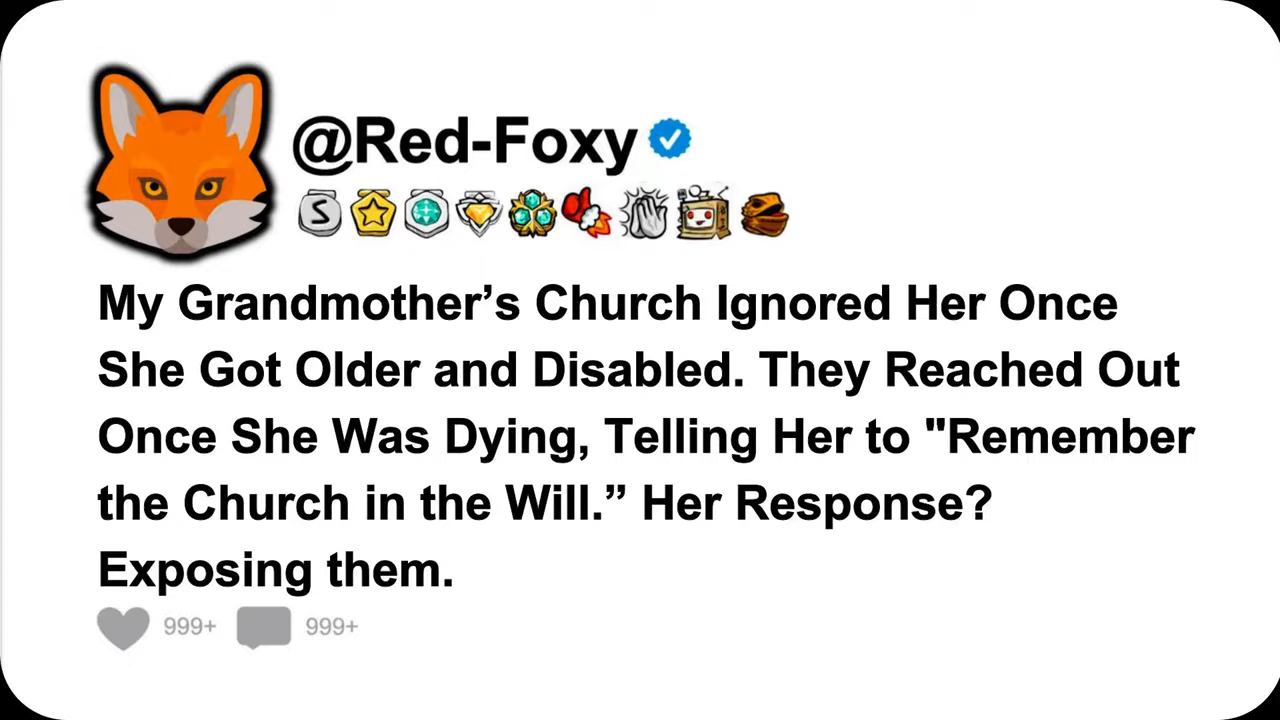 @Red-Foxy
S
My Grandmother’s Church Ignored Her Once
She Got Older and Disabled. They Reached Out
Once She Was Dying, Telling Her to "Remember
the Church in the Will.” Her Response?
Exposing them.
999+ 999+